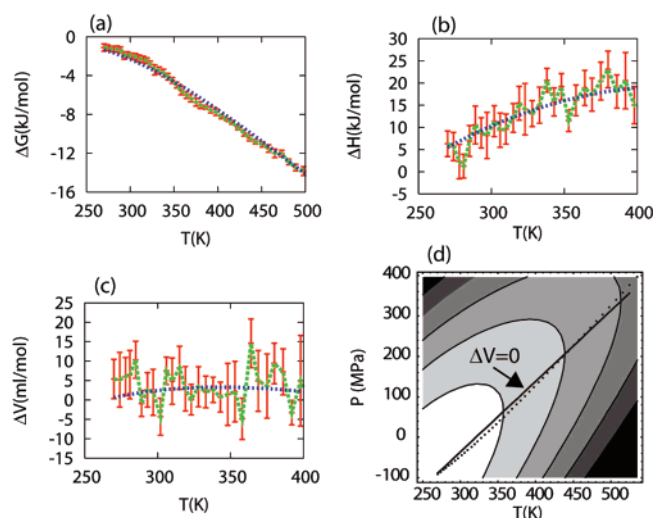 (a)
ΔG(kJ/mol)
0
-4
-8
-12
-16
250 300 350 400 450 500
T(K)
(b)
ΔH(kJ/mol)
30
25
20
15
10
5
0
-5
250 300 350 400
T(K)
(c)
ΔV(ml/mol)
25
20
15
10
5
0
-5
-10
-15
250 300 350 400
T(K)
(d)
P (MPa)
400
300
200
100
0
-100
ΔV=0
250 300 350 400 450 500
T(K)